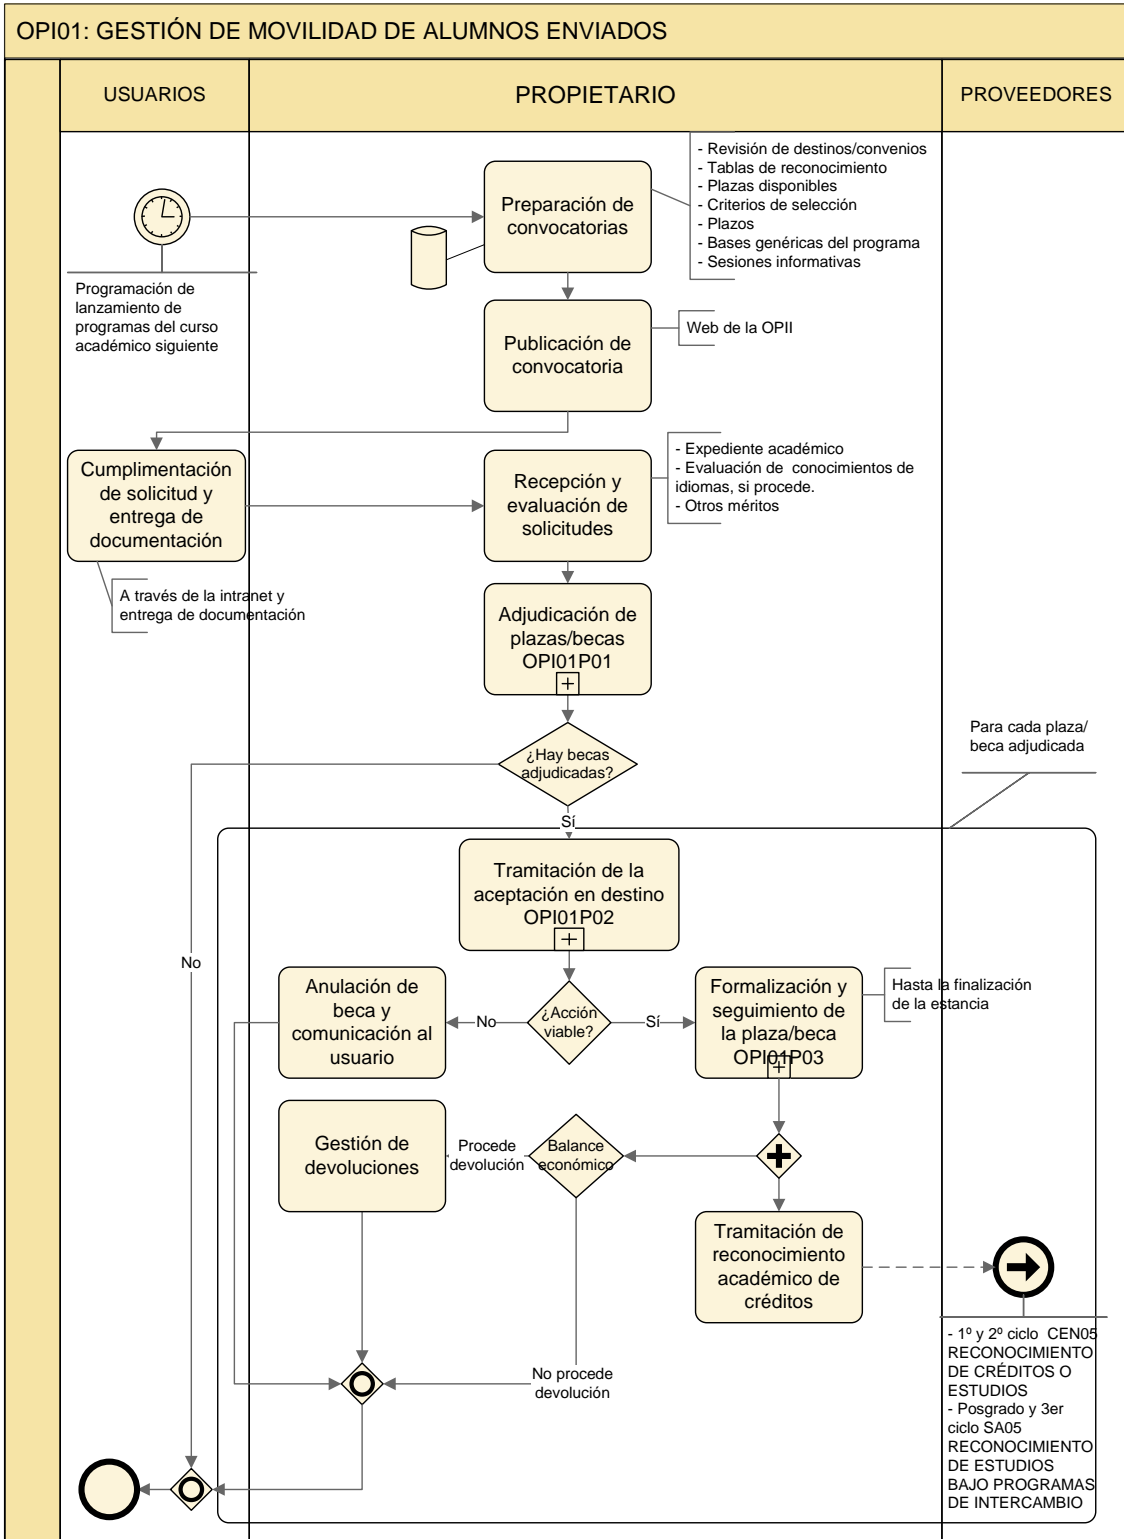 OPI01: GESTIÓN DE MOVILIDAD DE ALUMNOS ENVIADOS
USUARIOS
PROPIETARIO
PROVEEDORES
Programación de
lanzamiento de
programas del curso
académico siguiente
Preparación de
convocatorias
- Revisión de destinos/convenios
- Tablas de reconocimiento
- Plazas disponibles
- Criterios de selección
- Plazos
- Bases genéricas del programa
- Sesiones informativas
Publicación de
convocatoria
Web de la OPII
Cumplimentación
de solicitud y
entrega de
documentación
A través de la intranet y
entrega de documentación
Recepción y
evaluación de
solicitudes
- Expediente académico
- Evaluación de conocimientos de
idiomas, si procede.
- Otros méritos
Adjudicación de
plazas/becas
OPI01P01
¿Hay becas
adjudicadas?
Para cada plaza/
beca adjudicada
Sí
No
Tramitación de la
aceptación en destino
OPI01P02
Anulación de
beca y
comunicación al
usuario
No
¿Acción
viable?
Sí
Formalización y
seguimiento de
la plaza/beca
OPI01P03
Hasta la finalización
de la estancia
Gestión de
devoluciones
Procede
devolución
Balance
económico
Tramitación de
reconocimiento
académico de
créditos
No procede
devolución
- 1º y 2º ciclo CEN05
RECONOCIMIENTO
DE CRÉDITOS O
ESTUDIOS
- Posgrado y 3er
ciclo SA05
RECONOCIMIENTO
DE ESTUDIOS
BAJO PROGRAMAS
DE INTERCAMBIO